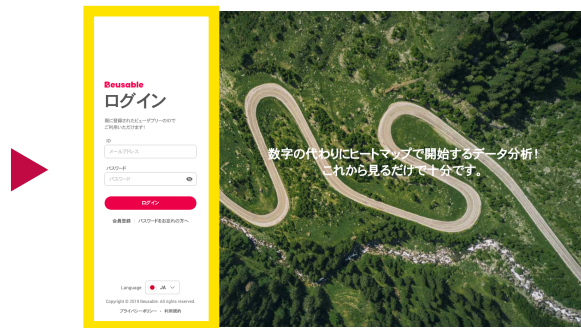 Beusable
ログイン
既に登録されたビューダブリーのIDで
ご利用いただけます!
ID
メールアドレス
パスワード
パスワード
ログイン
会員登録 | パスワードをお忘れの方へ
Language JA
Copyright © 2019 Beusable. All rights reserved.
プライバシーポリシー ・ 利用規約
数字の代わりにヒートマップで開始するデータ分析!
これから見るだけで十分です。